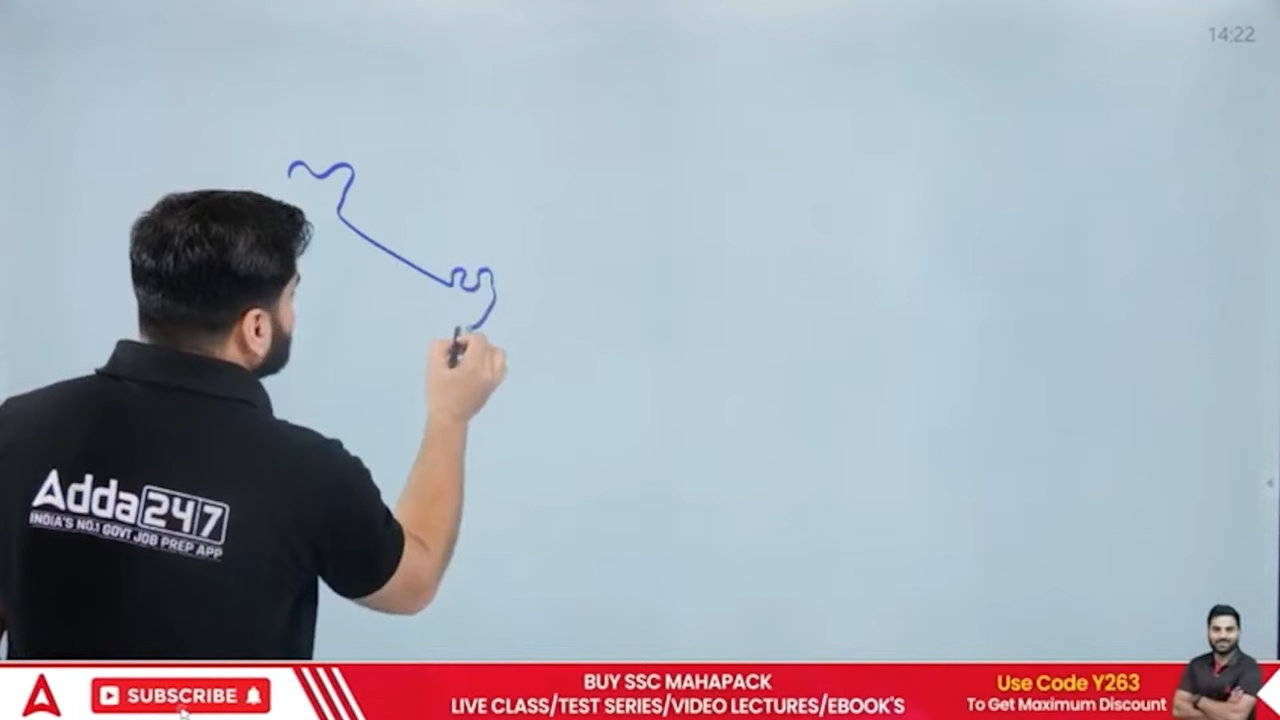 14:22
Adda247
INDIA'S NO.1 GOVT JOB PREP APP
SUBSCRIBE
BUY SSC MAHAPACK
LIVE CLASS/TEST SERIES/VIDEO LECTURES/EBOOK'S
Use Code Y263
To Get Maximum Discount